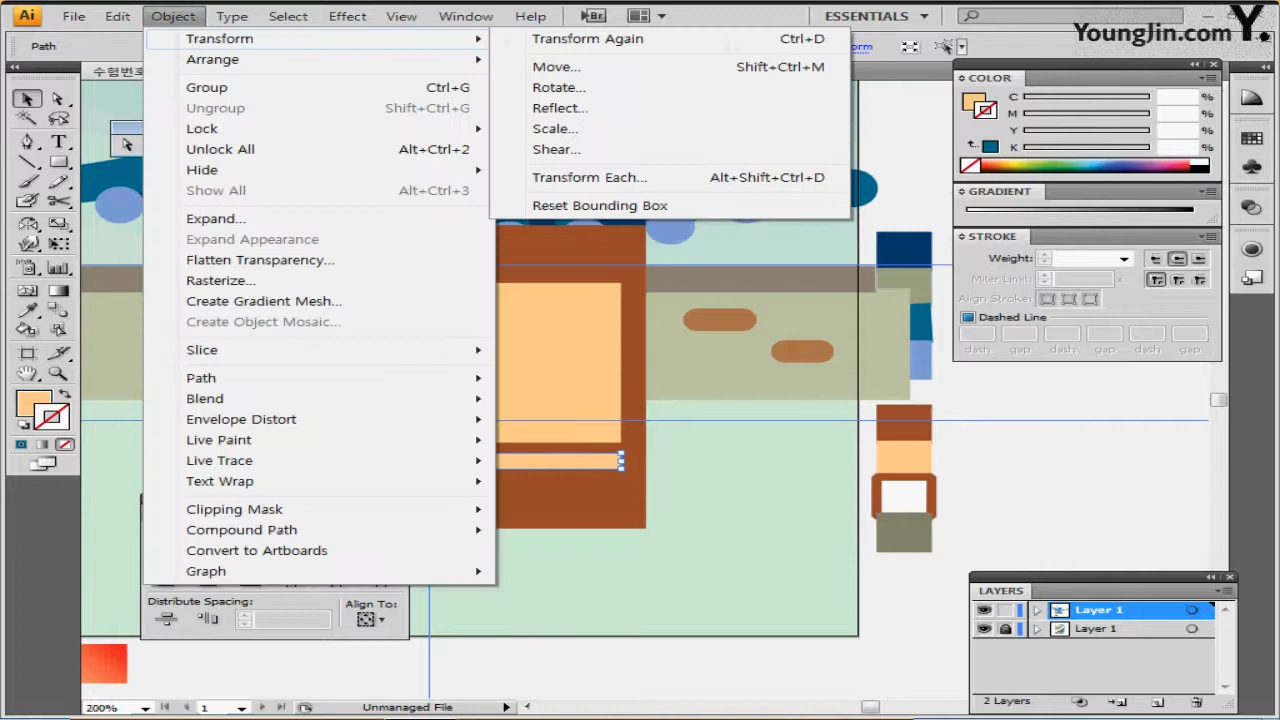 Ai File Edit Object Type Select Effect View Window Help Br ESSENTIALS
YoungJin.com Y.
Path
수험번호
Transform
Arrange
Group Ctrl+G
Ungroup Shift+Ctrl+G
Lock
Unlock All Alt+Ctrl+2
Hide
Show All Alt+Ctrl+3
Expand...
Expand Appearance
Flatten Transparency...
Rasterize...
Create Gradient Mesh...
Create Object Mosaic...
Slice
Path
Blend
Envelope Distort
Live Paint
Live Trace
Text Wrap
Clipping Mask
Compound Path
Convert to Artboards
Graph
Transform Again Ctrl+D
Move... Shift+Ctrl+M
Rotate...
Reflect...
Scale...
Shear...
Transform Each... Alt+Shift+Ctrl+D
Reset Bounding Box
COLOR
C %
M %
Y %
K %
GRADIENT
STROKE
Weight:
Miter Limit: x
Align Stroke:
Dashed Line
dash gap dash gap dash gap
Distribute Spacing:
Align To:
LAYERS
Layer 1
Layer 1
2 Layers
200% 1 Unmanaged File